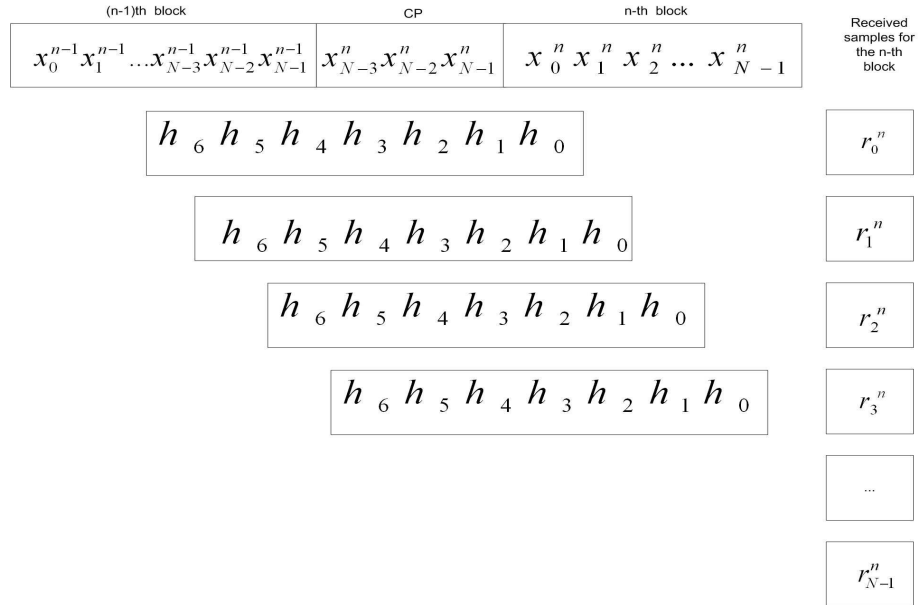 (n-1)th block CP n-th block
Received samples for the n-th block
x_0^{n-1} x_1^{n-1} ...x_{N-3}^{n-1} x_{N-2}^{n-1} x_{N-1}^{n-1} x_{N-3}^n x_{N-2}^n x_{N-1}^n x_0^n x_1^n x_2^n ... x_{N-1}^n
h_6 h_5 h_4 h_3 h_2 h_1 h_0 r_0^n
h_6 h_5 h_4 h_3 h_2 h_1 h_0 r_1^n
h_6 h_5 h_4 h_3 h_2 h_1 h_0 r_2^n
h_6 h_5 h_4 h_3 h_2 h_1 h_0 r_3^n
...
r_{N-1}^n